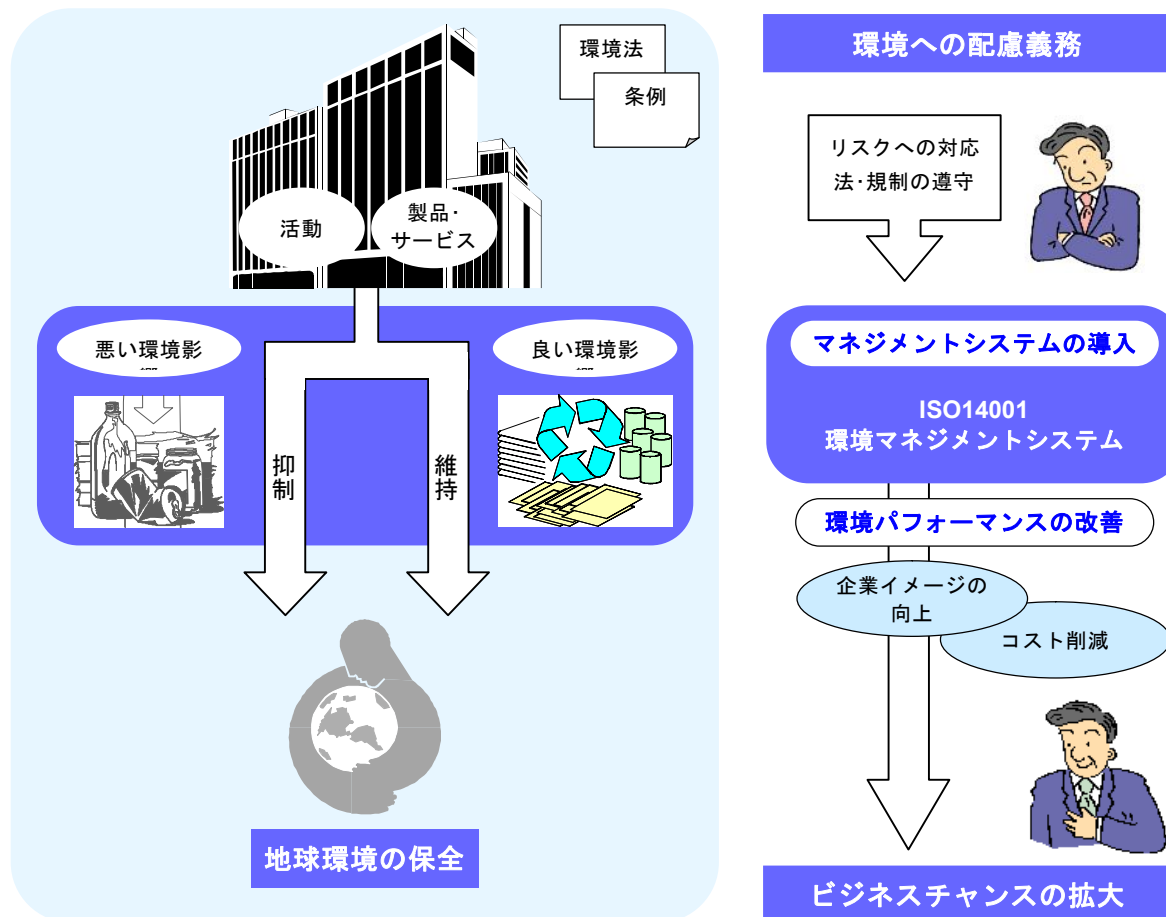 環境法
条例
活動
製品・
サービス
悪い環境影
良い環境影
抑制
維持
地球環境の保全
環境への配慮義務
リスクへの対応
法・規制の遵守
マネジメントシステムの導入
ISO14001
環境マネジメントシステム
環境パフォーマンスの改善
企業イメージの
向上
コスト削減
ビジネスチャンスの拡大